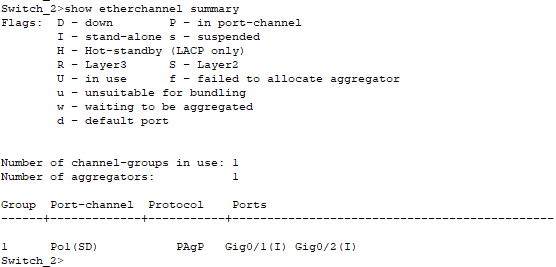 Switch_2>show etherchannel summary
Flags:  D - down        P - in port-channel
        I - stand-alone s - suspended
        H - Hot-standby (LACP only)
        R - Layer3      S - Layer2
        U - in use      f - failed to allocate aggregator
        u - unsuitable for bundling
        w - waiting to be aggregated
        d - default port
Number of channel-groups in use: 1
Number of aggregators:           1
Group  Port-channel  Protocol    Ports
------+-------------+-----------+----------------------------------------------
1      Po1(SD)           PAgP   Gig0/1(I) Gig0/2(I)
Switch_2>